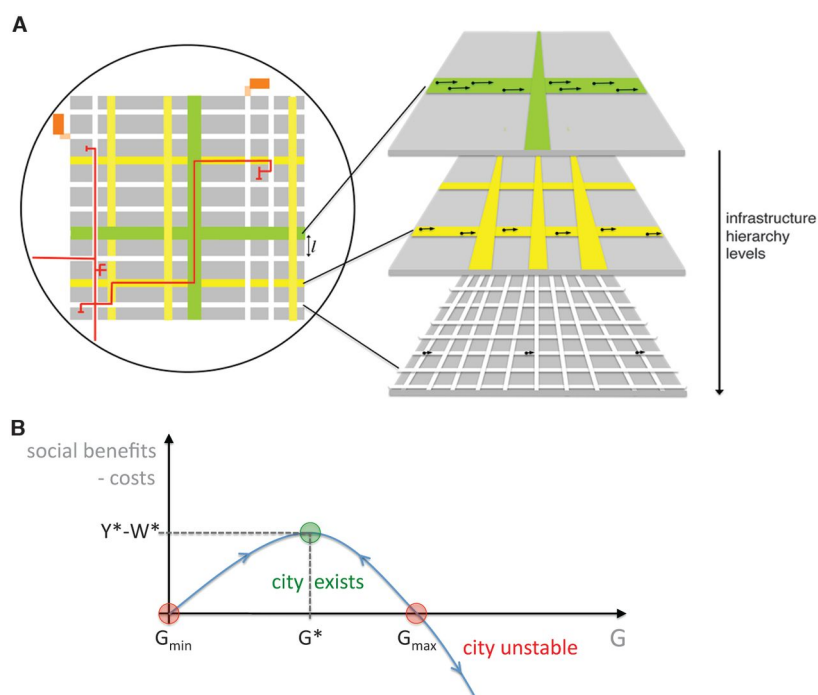 A
l
infrastructure
hierarchy
levels
B
social benefits
- costs
Y*-W*
city exists
G_min
G*
G_max
city unstable
G